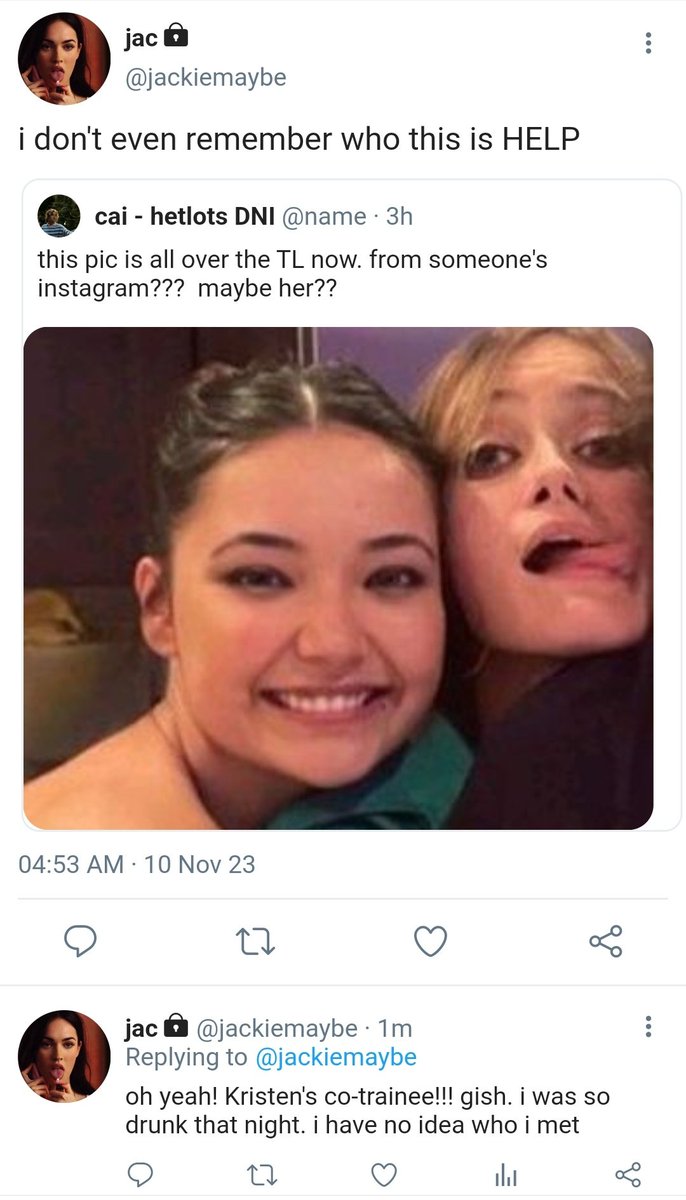 jac
@jackiemaybe
i don't even remember who this is HELP
cai - hetlots DNI @name · 3h
this pic is all over the TL now. from someone's
instagram???  maybe her??
04:53 AM · 10 Nov 23
jac @jackiemaybe · 1m
Replying to @jackiemaybe
oh yeah! Kristen's co-trainee!!! gish. i was so
drunk that night. i have no idea who i met